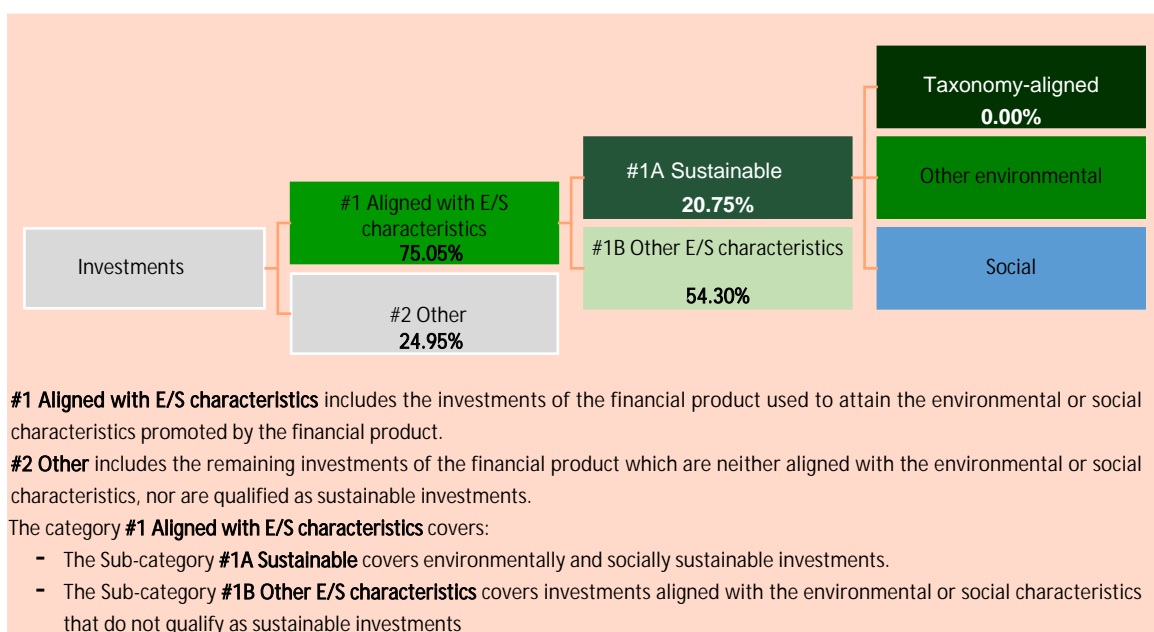 Taxonomy-aligned
0.00%
#1A Sustainable
20.75%
Other environmental
#1 Aligned with E/S
characteristics
75.05%
#1B Other E/S characteristics
54.30%
Investments
Social
#2 Other
24.95%
#1 Aligned with E/S characteristics includes the investments of the financial product used to attain the environmental or social
characteristics promoted by the financial product.
#2 Other includes the remaining investments of the financial product which are neither aligned with the environmental or social
characteristics, nor are qualified as sustainable investments.
The category #1 Aligned with E/S characteristics covers:
- The Sub-category #1A Sustainable covers environmentally and socially sustainable investments.
- The Sub-category #1B Other E/S characteristics covers investments aligned with the environmental or social characteristics
that do not qualify as sustainable investments